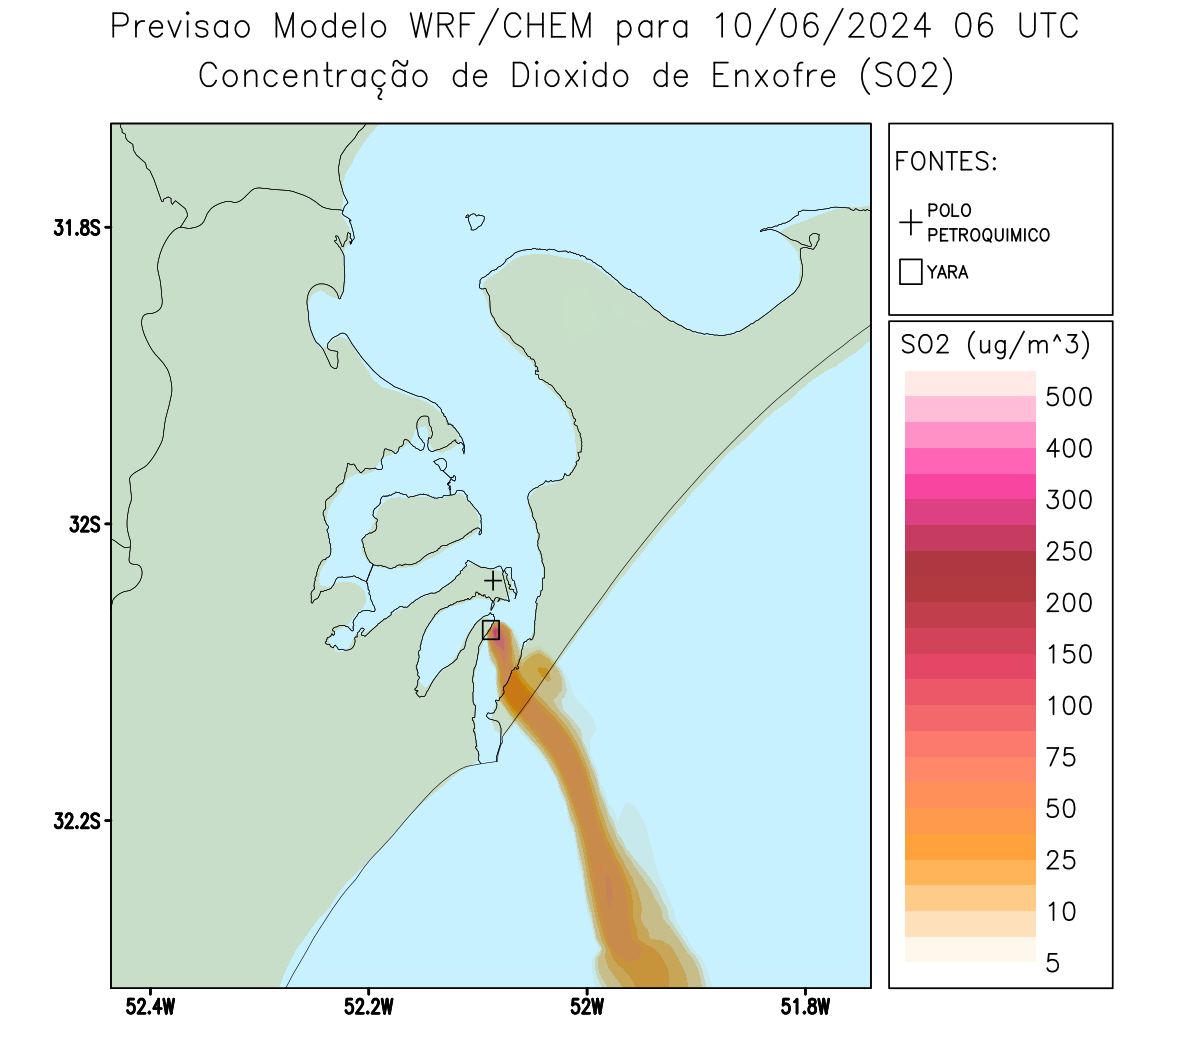 Previsao Modelo WRF/CHEM para 10/06/2024 06 UTC
Concentração de Dioxido de Enxofre (SO2)
FONTES:
POLO
PETROQUIMICO
YARA
SO2 (ug/m^3)
500
400
300
250
200
150
100
75
50
25
10
5
31.8S
32S
32.2S
52.4W
52.2W
52W
51.8W